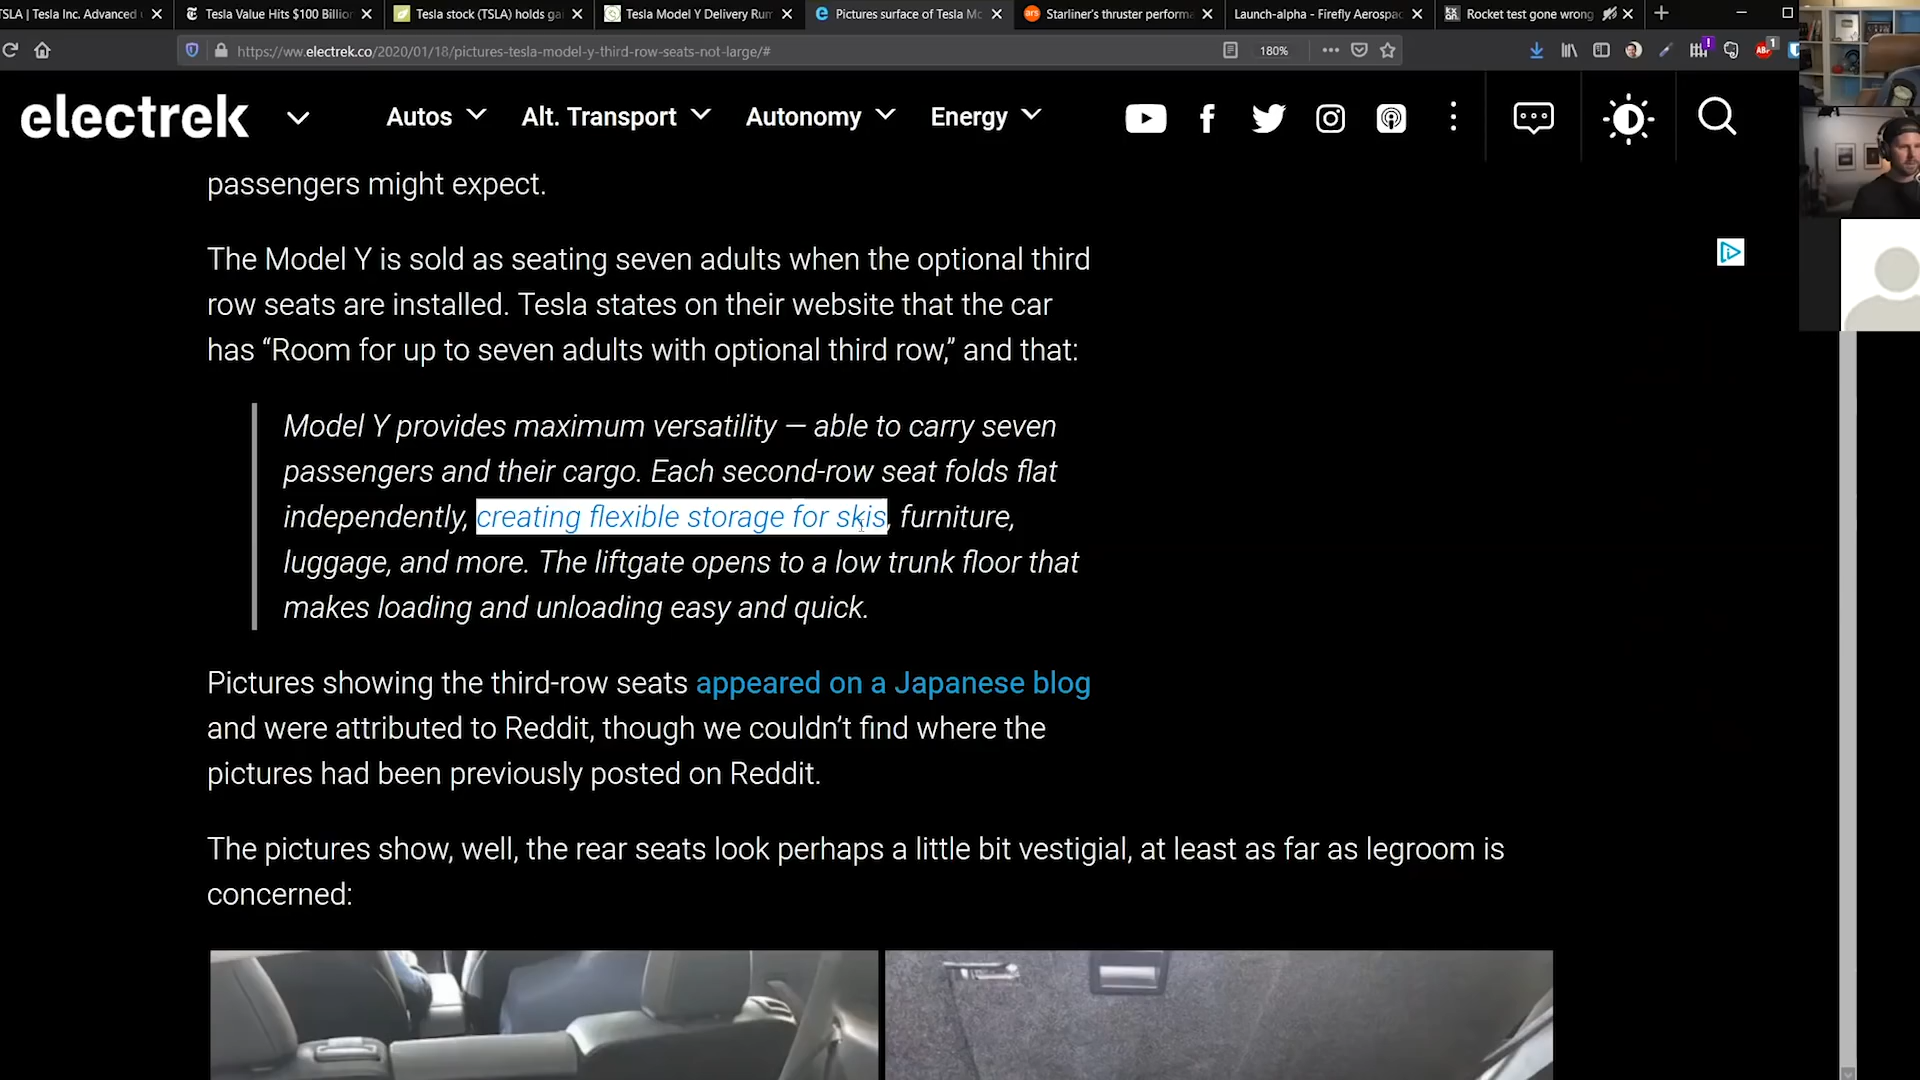 TSLA | Tesla Inc. Advanced
Tesla Value Hits $100 Billion
Tesla stock (TSLA) holds ga
Tesla Model Y Delivery Rum
Pictures surface of Tesla Mo
ars
Starliner's thruster performa
Launch-alpha – Firefly Aerospac
Rocket test gone wrong
https://ww.electrek.co/2020/01/18/pictures-tesla-model-y-third-row-seats-not-large/#
180%
1
electrek
Autos
Alt. Transport
Autonomy
Energy
passengers might expect.
The Model Y is sold as seating seven adults when the optional third
row seats are installed. Tesla states on their website that the car
has “Room for up to seven adults with optional third row,” and that:
Model Y provides maximum versatility — able to carry seven
passengers and their cargo. Each second-row seat folds flat
independently, creating flexible storage for skis, furniture,
luggage, and more. The liftgate opens to a low trunk floor that
makes loading and unloading easy and quick.
Pictures showing the third-row seats appeared on a Japanese blog
and were attributed to Reddit, though we couldn’t find where the
pictures had been previously posted on Reddit.
The pictures show, well, the rear seats look perhaps a little bit vestigial, at least as far as legroom is
concerned: